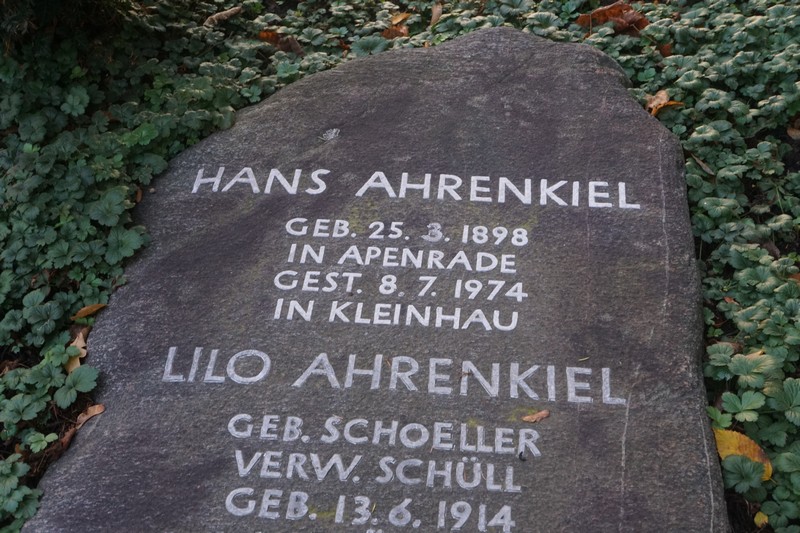 HANS AHRENKIEL
GEB. 25. 3. 1898
IN APENRADE
GEST. 8. 7. 1974
IN KLEINHAU
LILO AHRENKIEL
GEB. SCHOELLER
VERW. SCHÜLL
GEB. 13. 6. 1914